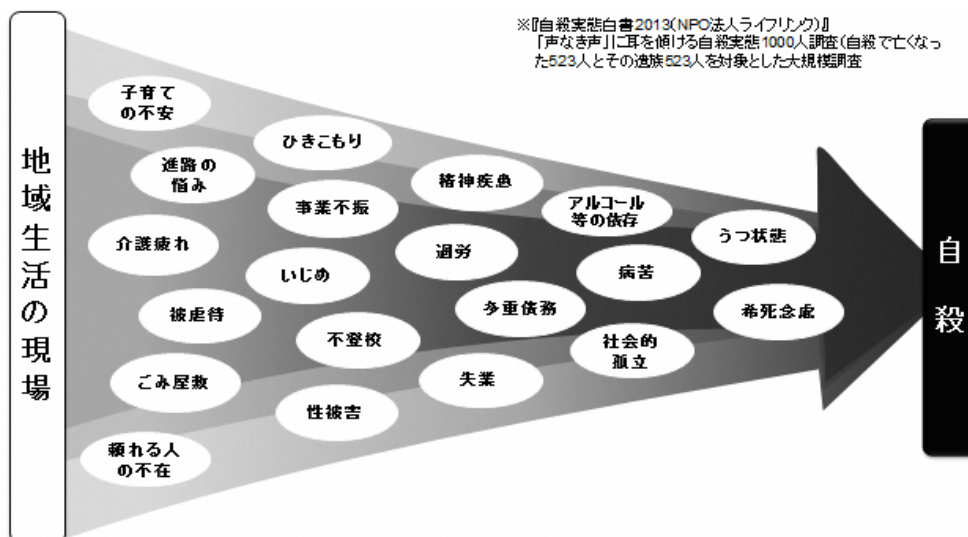 ※『自殺実態白書2013(NPO法人ライフリンク)』
「声なき声」に耳を傾ける自殺実態1000人調査(自殺で亡くなっ
た523人とその遺族523人を対象とした大規模調査
地域生活の現場
子育て
の不安
進路の
悩み
介護疲れ
被虐待
ごみ屋敷
頼れる人
の不在
ひきこもり
事業不振
いじめ
不登校
性被害
精神疾患
過労
多重債務
失業
アルコール
等の依存
病苦
社会的
孤立
うつ状態
希死念慮
自殺